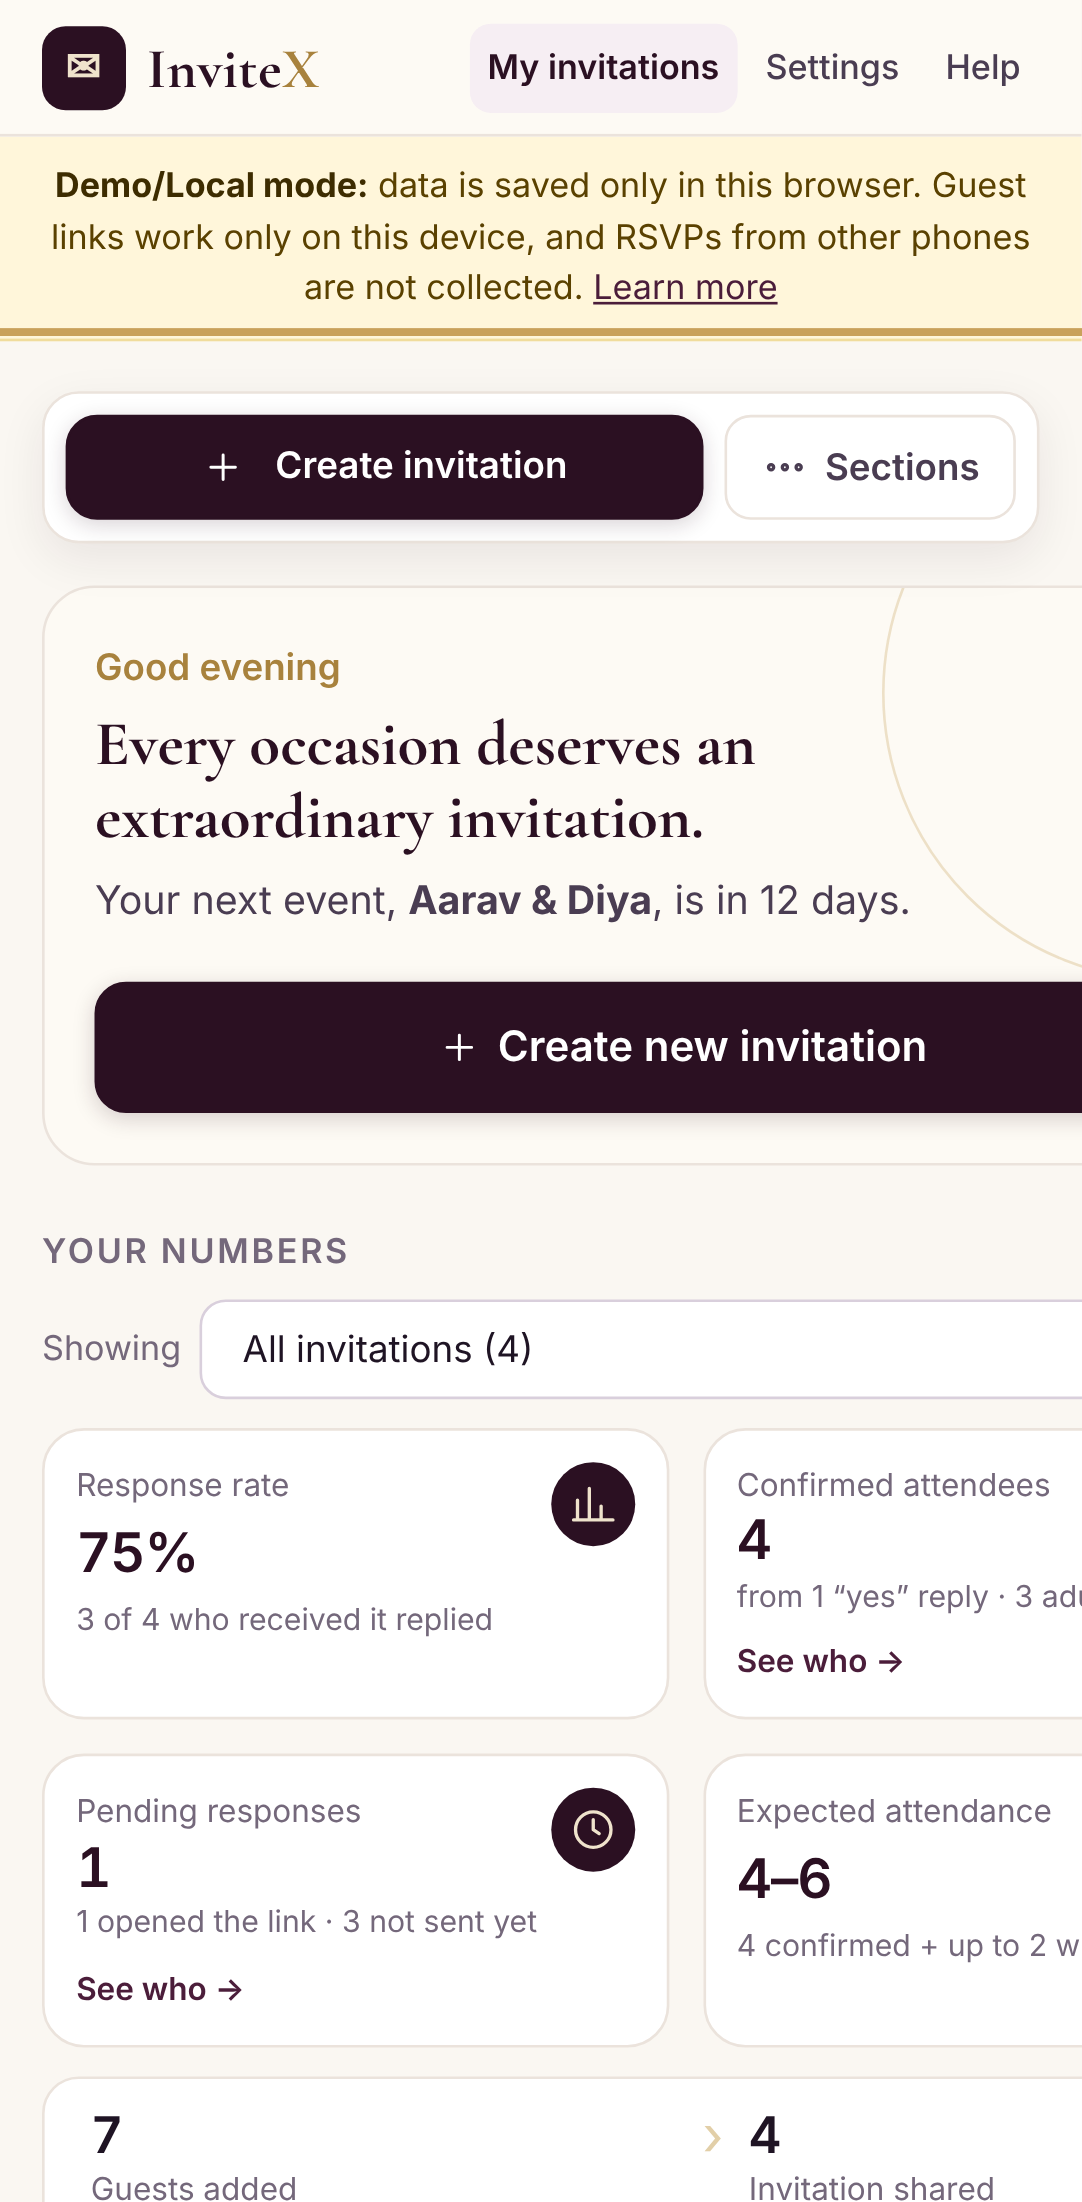 InviteX
My invitations
Settings
Help
Demo/Local mode: data is saved only in this browser. Guest
links work only on this device, and RSVPs from other phones
are not collected. Learn more
+ Create invitation
••• Sections
Good evening
Every occasion deserves an
extraordinary invitation.
Your next event, Aarav & Diya, is in 12 days.
+ Create new invitation
YOUR NUMBERS
Showing
All invitations (4)
Response rate
75%
3 of 4 who received it replied
Confirmed attendees
4
from 1 “yes” reply · 3
See who →
Pending responses
1
1 opened the link · 3 not sent yet
See who →
Expected attendance
4–6
4 confirmed + up to 2
7
Guests added
›
4
Invitation shared